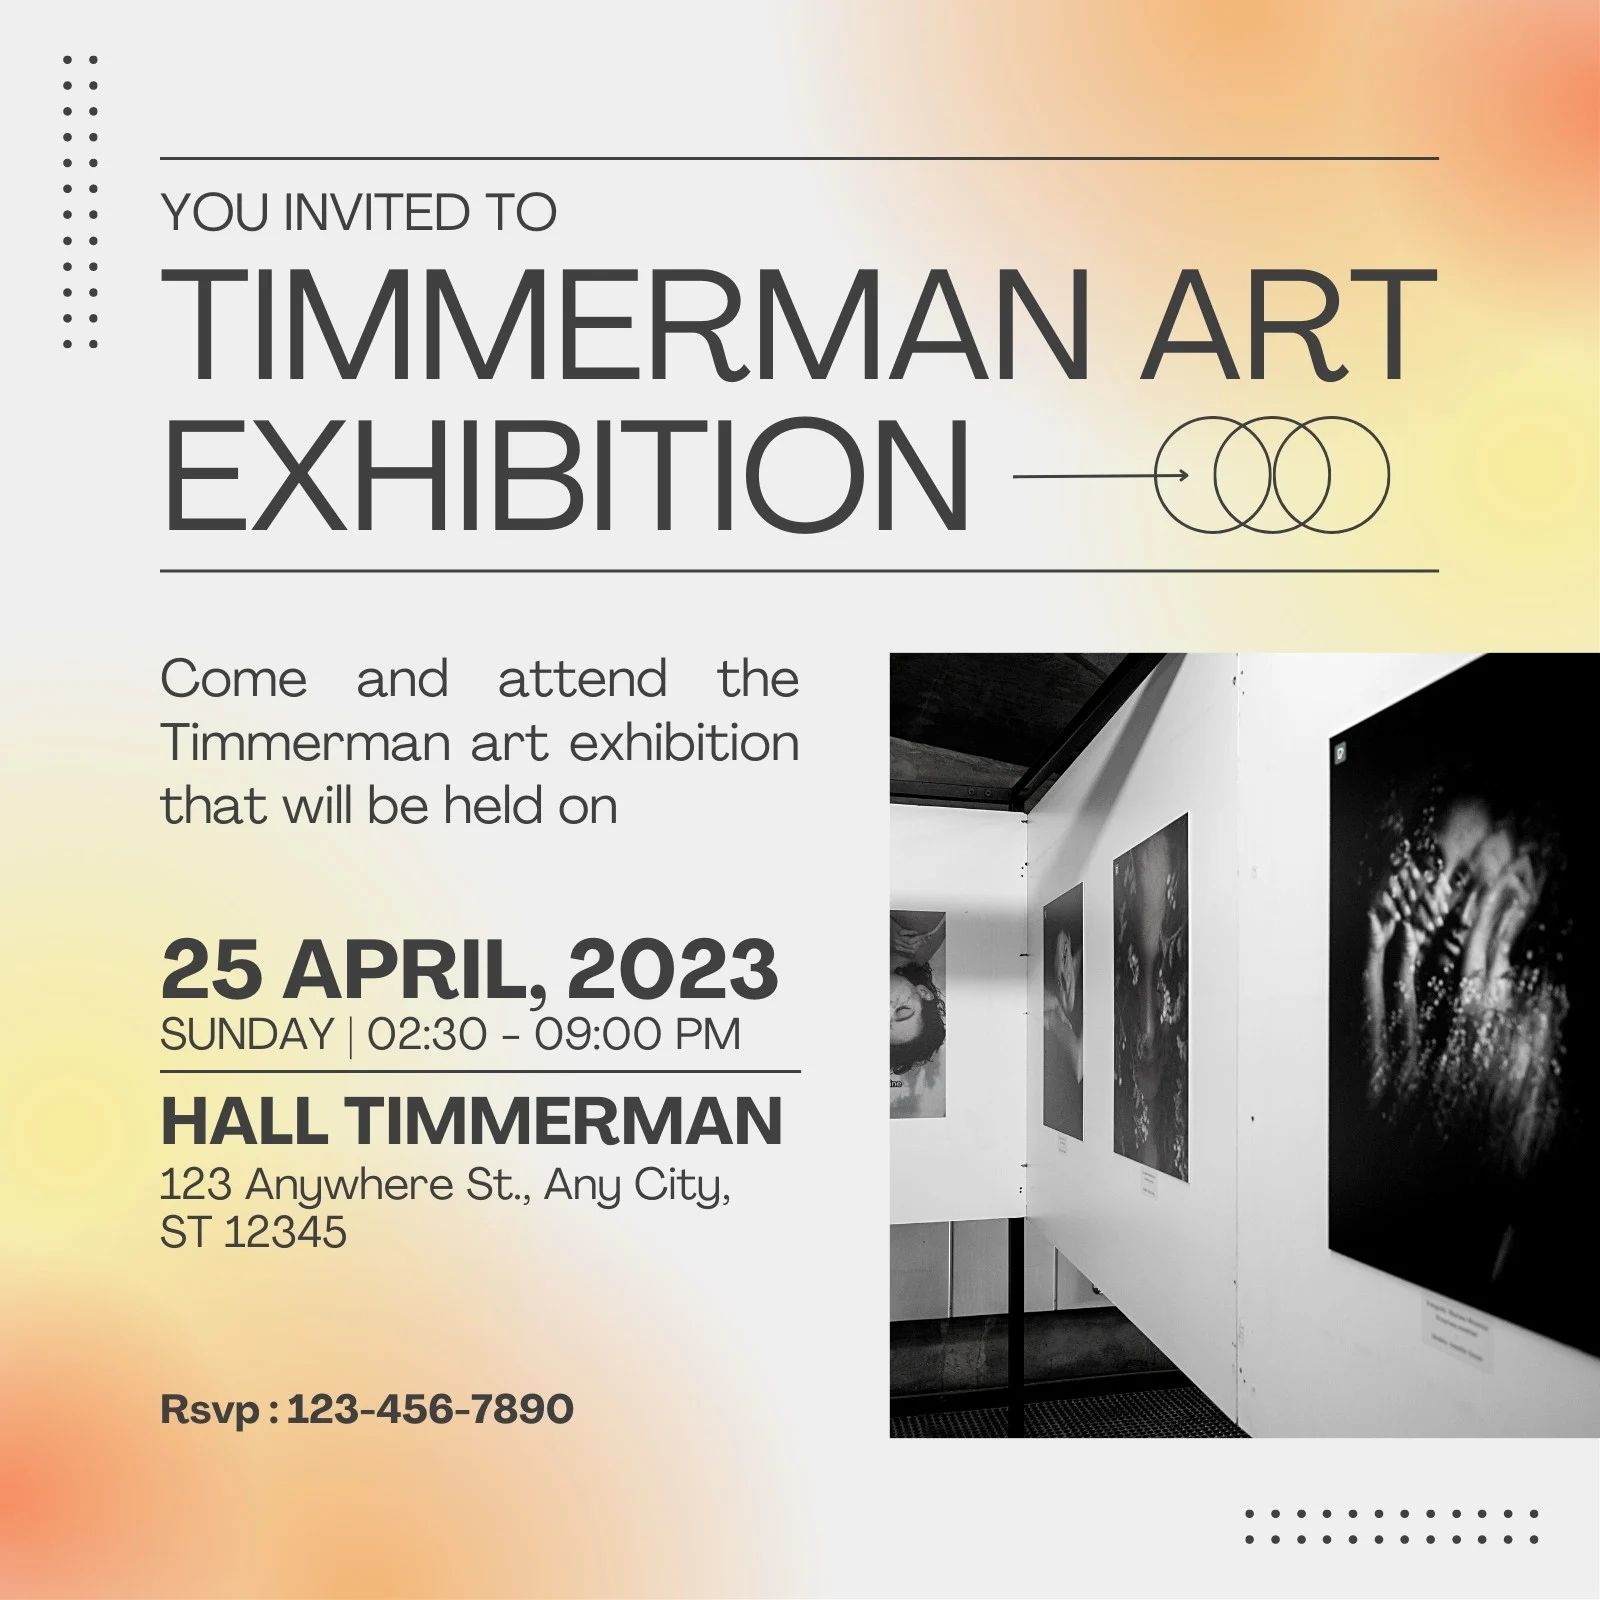 YOU INVITED TO
TIMMERMAN ART
EXHIBITION
Come and attend the
Timmerman art exhibition
that will be held on
25 APRIL, 2023
SUNDAY | 02:30 - 09:00 PM
HALL TIMMERMAN
123 Anywhere St., Any City,
ST 12345
Rsvp : 123-456-7890